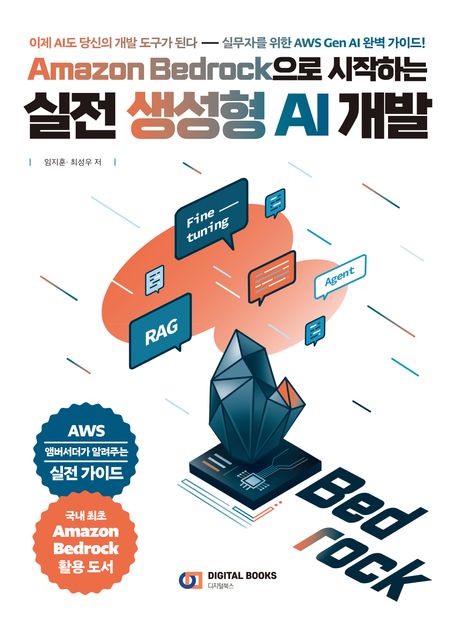 이제 AI도 당신의 개발 도구가 된다 — 실무자를 위한 AWS Gen AI 완벽 가이드!
Amazon Bedrock으로 시작하는
실전 생성형 AI 개발
임지훈 · 최성우 저
Fine —
tuning
Agent
RAG
AWS
앰버서더가 알려주는
실전 가이드
국내 최초
Amazon
Bedrock
활용 도서
Bed
rock
DIGITAL BOOKS
디지털북스